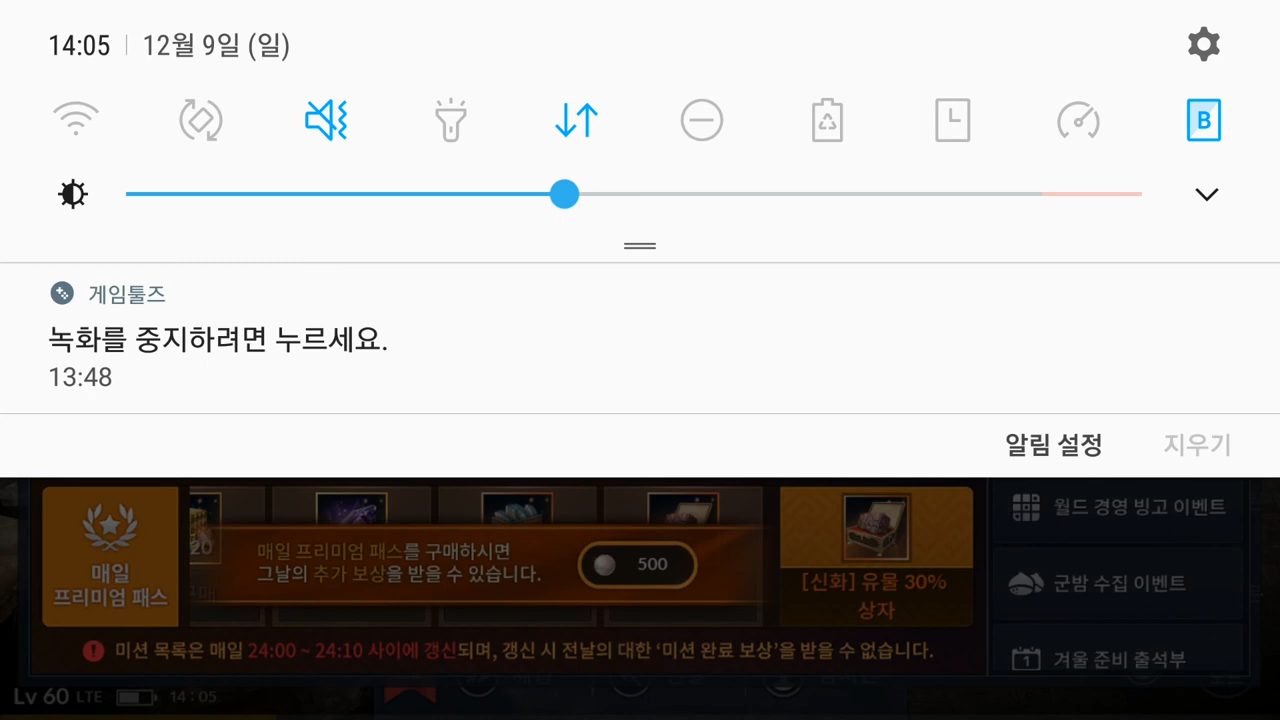 14:05 12월 9일 (일)
B
게임툴즈
녹화를 중지하려면 누르세요.
13:48
알림 설정 지우기
매일
프리미엄 패스
매일 프리미엄 패스를 구매하시면
그날의 추가 보상을 받을 수 있습니다.
500
[신화] 유물 30%
상자
월드 경영 빙고 이벤트
군밤 수집 이벤트
겨울 준비 출석부
미션 목록은 매일 24:00 ~ 24:10 사이에 갱신되며, 갱신 시 전날의 대한 ‘미션 완료 보상’을 받을 수 없습니다.
Lv 60 LTE 14:05